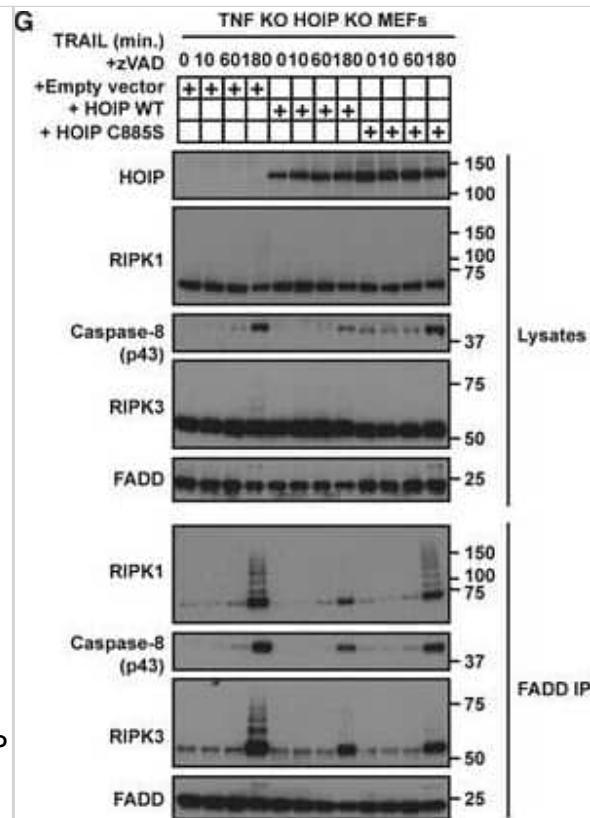 G
TNF KO HOIP KO MEFs
TRAIL (min.)
+zVAD 0 10 60 180 0 10 60 180 0 10 60 180
+Empty vector + + + +
+ HOIP WT + + + +
+ HOIP C885S + + + +
HOIP 150
100
RIPK1 150
100
75
Caspase-8
(p43) 37
Lysates
RIPK3 75
50
FADD 25
RIPK1 150
100
75
Caspase-8
(p43) 37
FADD IP
RIPK3 75
50
FADD 25